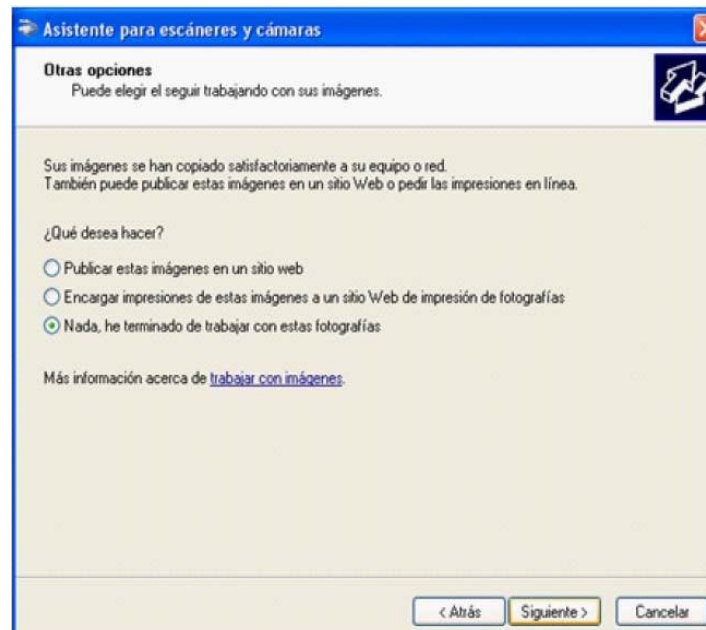 Asistente para escáneres y cámaras
Otras opciones
Puede elegir el seguir trabajando con sus imágenes.
Sus imágenes se han copiado satisfactoriamente a su equipo o red.
También puede publicar estas imágenes en un sitio Web o pedir las impresiones en línea.
¿Qué desea hacer?
Publicar estas imágenes en un sitio web
Encargar impresiones de estas imágenes a un sitio Web de impresión de fotografías
Nada, he terminado de trabajar con estas fotografías
Más información acerca de trabajar con imágenes.
< Atrás Siguiente > Cancelar